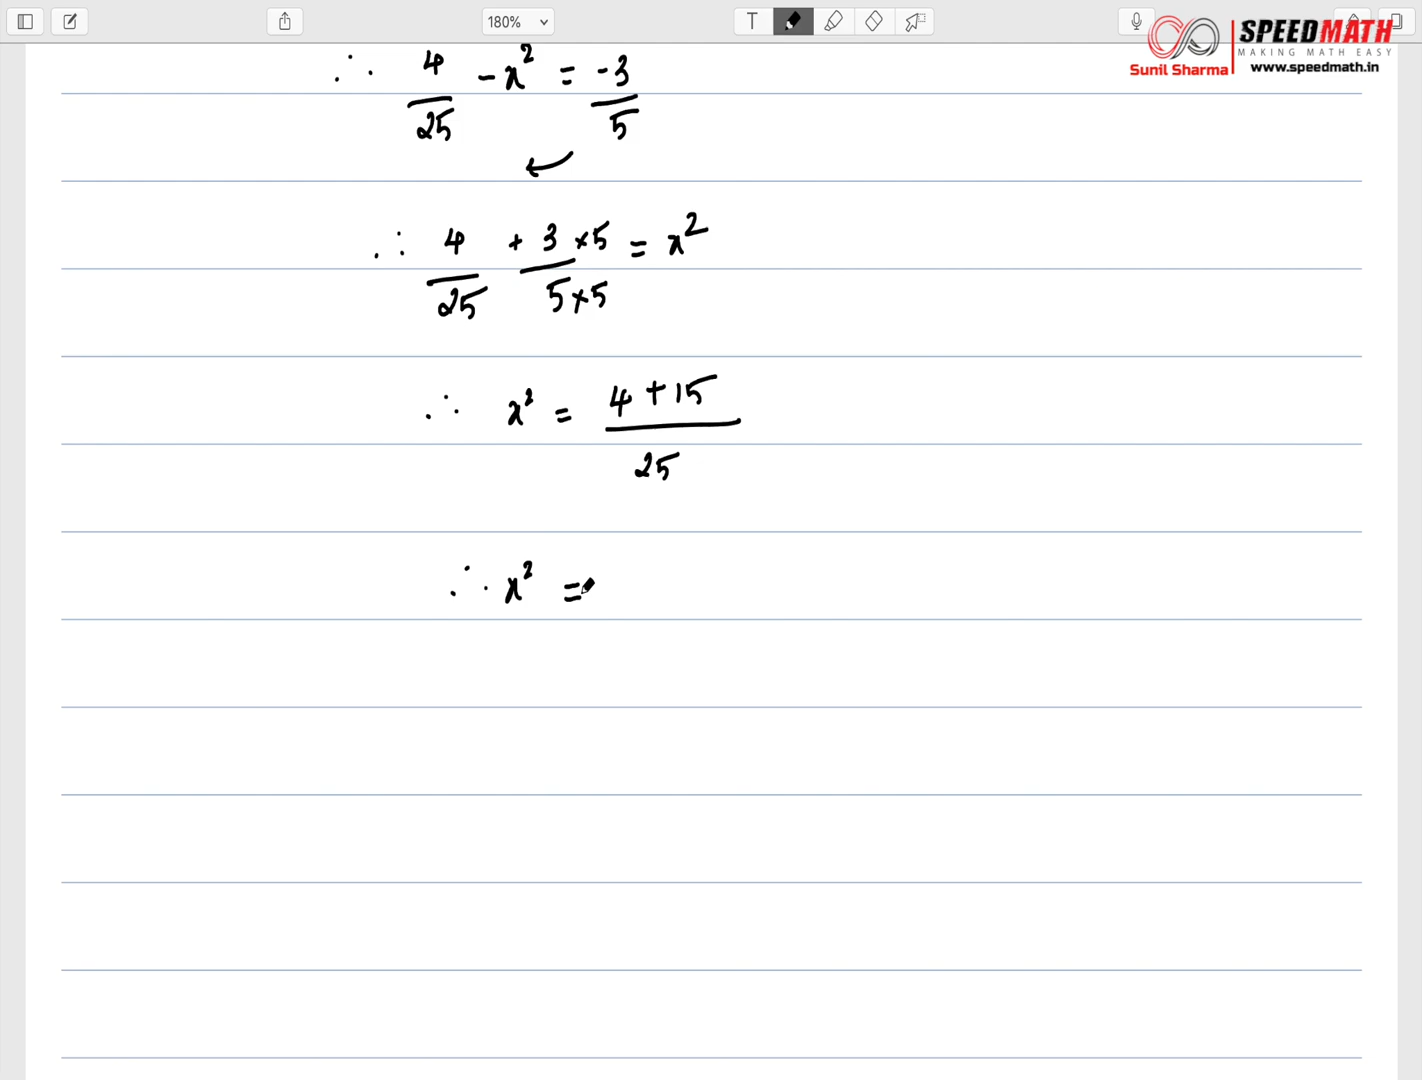 180%
T
SPEEDMATH
MAKING MATH EASY
Sunil Sharma
www.speedmath.in
∴ 4/25 - x² = -3/5
∴ 4/25 + 3×5/5×5 = x²
∴ x² = 4+15/25
∴ x² =